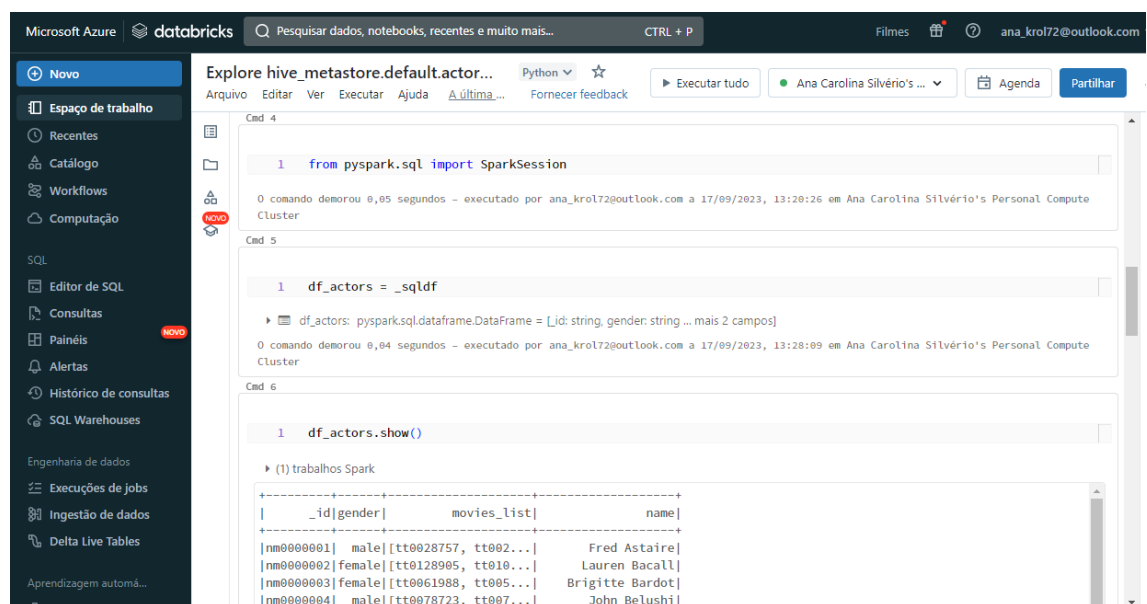 Microsoft Azure databricks Pesquisar dados, notebooks, recentes e muito mais... CTRL + P Filmes ana_krol72@outlook.com
Novo
Espaço de trabalho
Recentes
Catálogo
Workflows
Computação
SQL
Editor de SQL
Consultas
Painéis NOVO
Alertas
Histórico de consultas
SQL Warehouses
Engenharia de dados
Execuções de jobs
Ingestão de dados
Delta Live Tables
Aprendizagem automá...
Explore hive_metastore.default.actor... Python
Arquivo Editar Ver Executar Ajuda A última ... Fornecer feedback
Executar tudo Ana Carolina Silvério's ... Agenda Partilhar
NOVO
Cmd 4
1 from pyspark.sql import SparkSession
O comando demorou 0,05 segundos – executado por ana_krol72@outlook.com a 17/09/2023, 13:20:26 em Ana Carolina Silvério's Personal Compute
Cluster
Cmd 5
1 df_actors = _sqldf
df_actors: pyspark.sql.dataframe.DataFrame = [_id: string, gender: string ... mais 2 campos]
O comando demorou 0,04 segundos – executado por ana_krol72@outlook.com a 17/09/2023, 13:28:09 em Ana Carolina Silvério's Personal Compute
Cluster
Cmd 6
1 df_actors.show()
(1) trabalhos Spark
+---------+------+--------------------+-------------------+
|      _id|gender|         movies_list|               name|
+---------+------+--------------------+-------------------+
|nm0000001|  male|[tt0028757, tt002...|       Fred Astaire|
|nm0000002|female|[tt0128905, tt010...|      Lauren Bacall|
|nm0000003|female|[tt0061988, tt005...|    Brigitte Bardot|
|nm0000004|  male|[tt0078723, tt007...|       John Belushi|